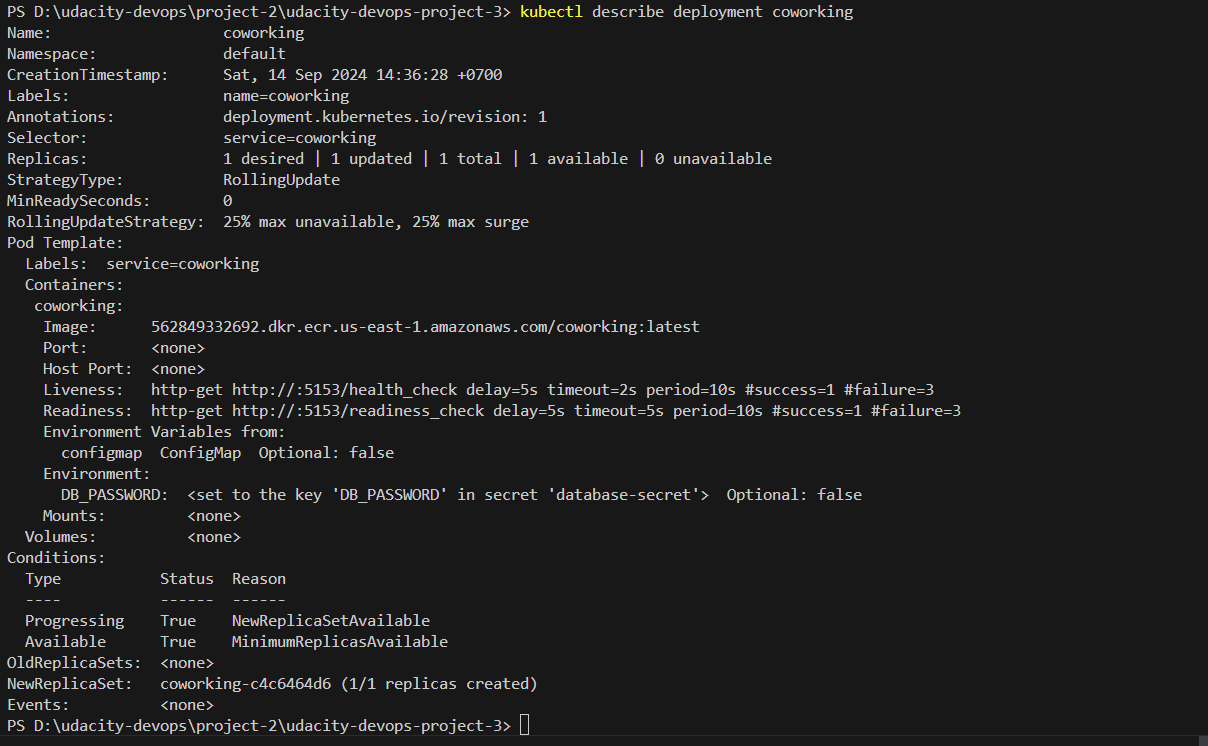 PS D:\udacity-devops\project-2\udacity-devops-project-3> kubectl describe deployment coworking
Name:                   coworking
Namespace:              default
CreationTimestamp:      Sat, 14 Sep 2024 14:36:28 +0700
Labels:                 name=coworking
Annotations:            deployment.kubernetes.io/revision: 1
Selector:               service=coworking
Replicas:               1 desired | 1 updated | 1 total | 1 available | 0 unavailable
StrategyType:           RollingUpdate
MinReadySeconds:        0
RollingUpdateStrategy:  25% max unavailable, 25% max surge
Pod Template:
  Labels:  service=coworking
  Containers:
   coworking:
    Image:      562849332692.dkr.ecr.us-east-1.amazonaws.com/coworking:latest
    Port:       <none>
    Host Port:  <none>
    Liveness:   http-get http://:5153/health_check delay=5s timeout=2s period=10s #success=1 #failure=3
    Readiness:  http-get http://:5153/readiness_check delay=5s timeout=5s period=10s #success=1 #failure=3
    Environment Variables from:
      configmap  ConfigMap  Optional: false
    Environment:
      DB_PASSWORD:  <set to the key 'DB_PASSWORD' in secret 'database-secret'>  Optional: false
    Mounts:         <none>
  Volumes:          <none>
Conditions:
  Type           Status  Reason
  ----           ------  ------
  Progressing    True    NewReplicaSetAvailable
  Available      True    MinimumReplicasAvailable
OldReplicaSets:  <none>
NewReplicaSet:   coworking-c4c6464d6 (1/1 replicas created)
Events:          <none>
PS D:\udacity-devops\project-2\udacity-devops-project-3>